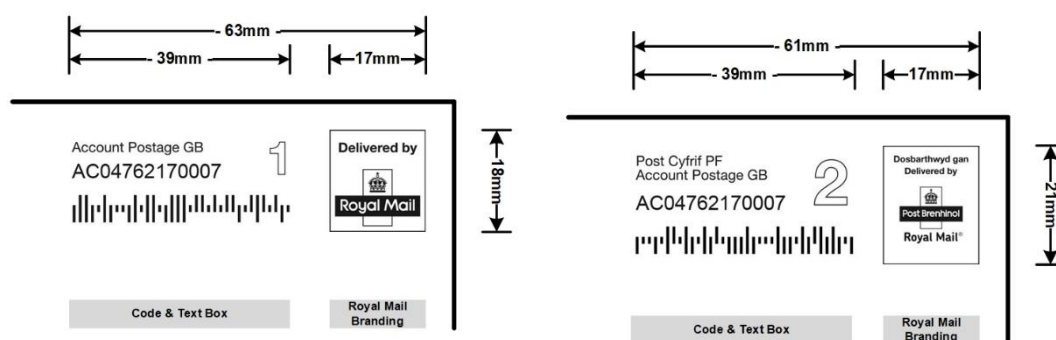 63mm
39mm
17mm
Account Postage GB
1
AC04762170007
Delivered by
Royal Mail
18mm
Code & Text Box
Royal Mail
Branding
61mm
39mm
17mm
Post Cyfrif PF
Account Postage GB
2
AC04762170007
Dosbarthwyd gan
Delivered by
Post Brenhinol
Royal Mail®
21mm
Code & Text Box
Royal Mail
Branding